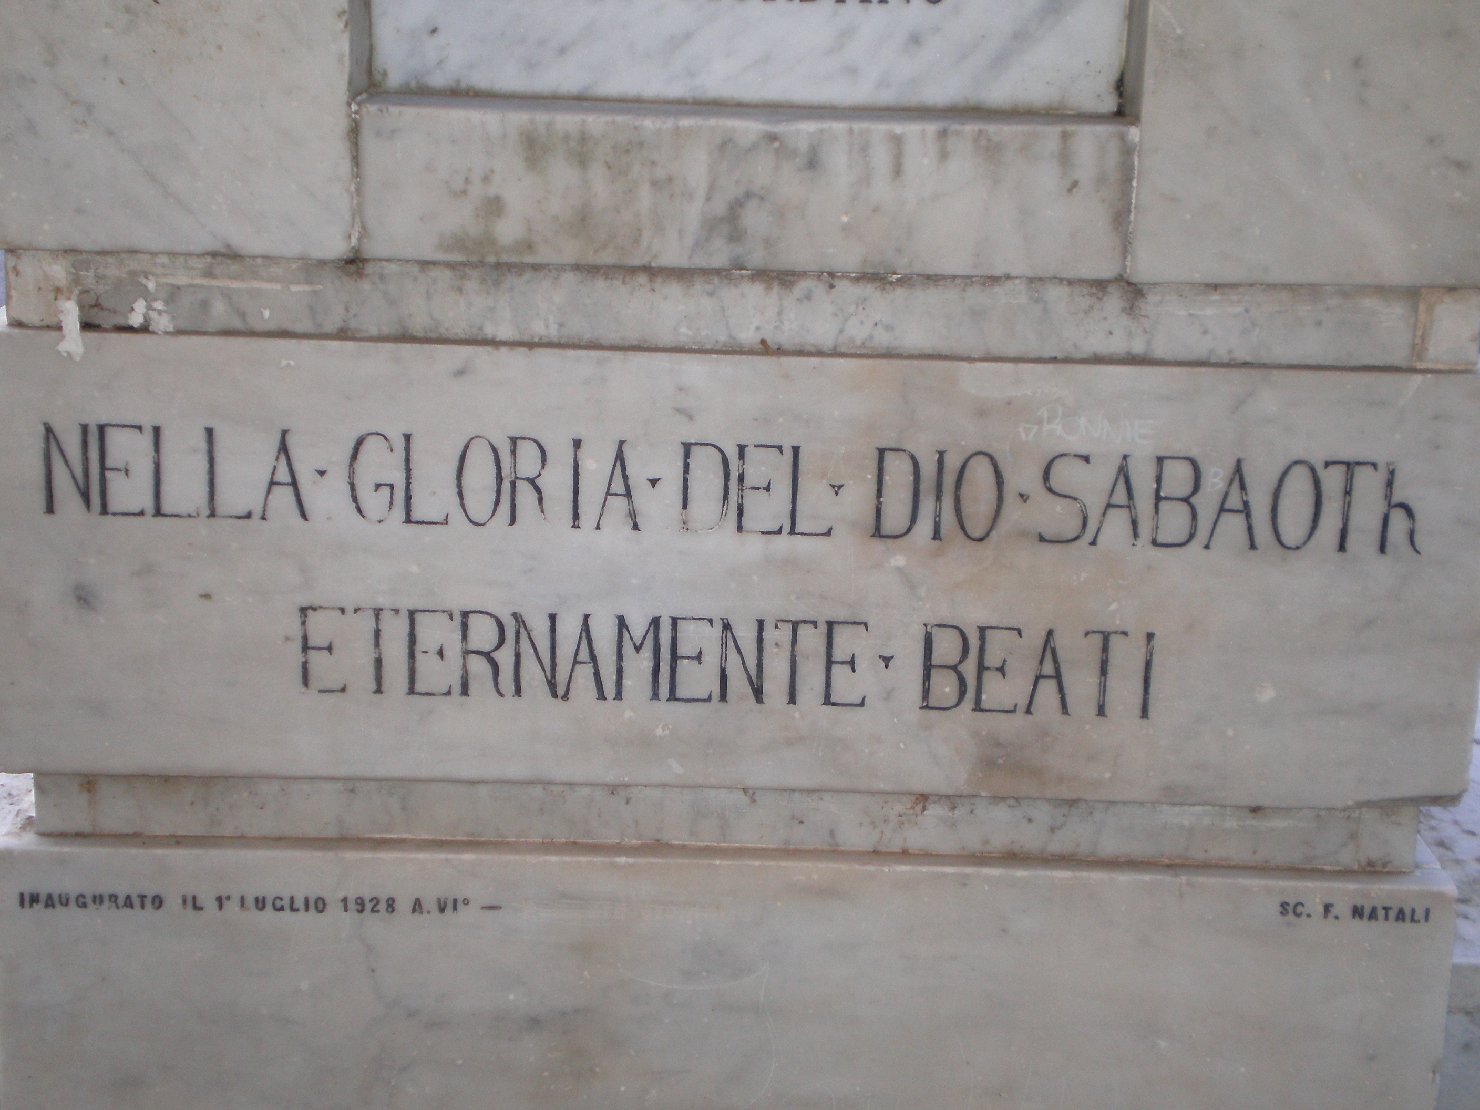 NELLA·GLORIA·DEL·DIO·SABAOTh
ETERNAMENTE·BEATI
INAUGURATO IL 1° LUGLIO 1928 A. VI° —
SC. F. NATALI